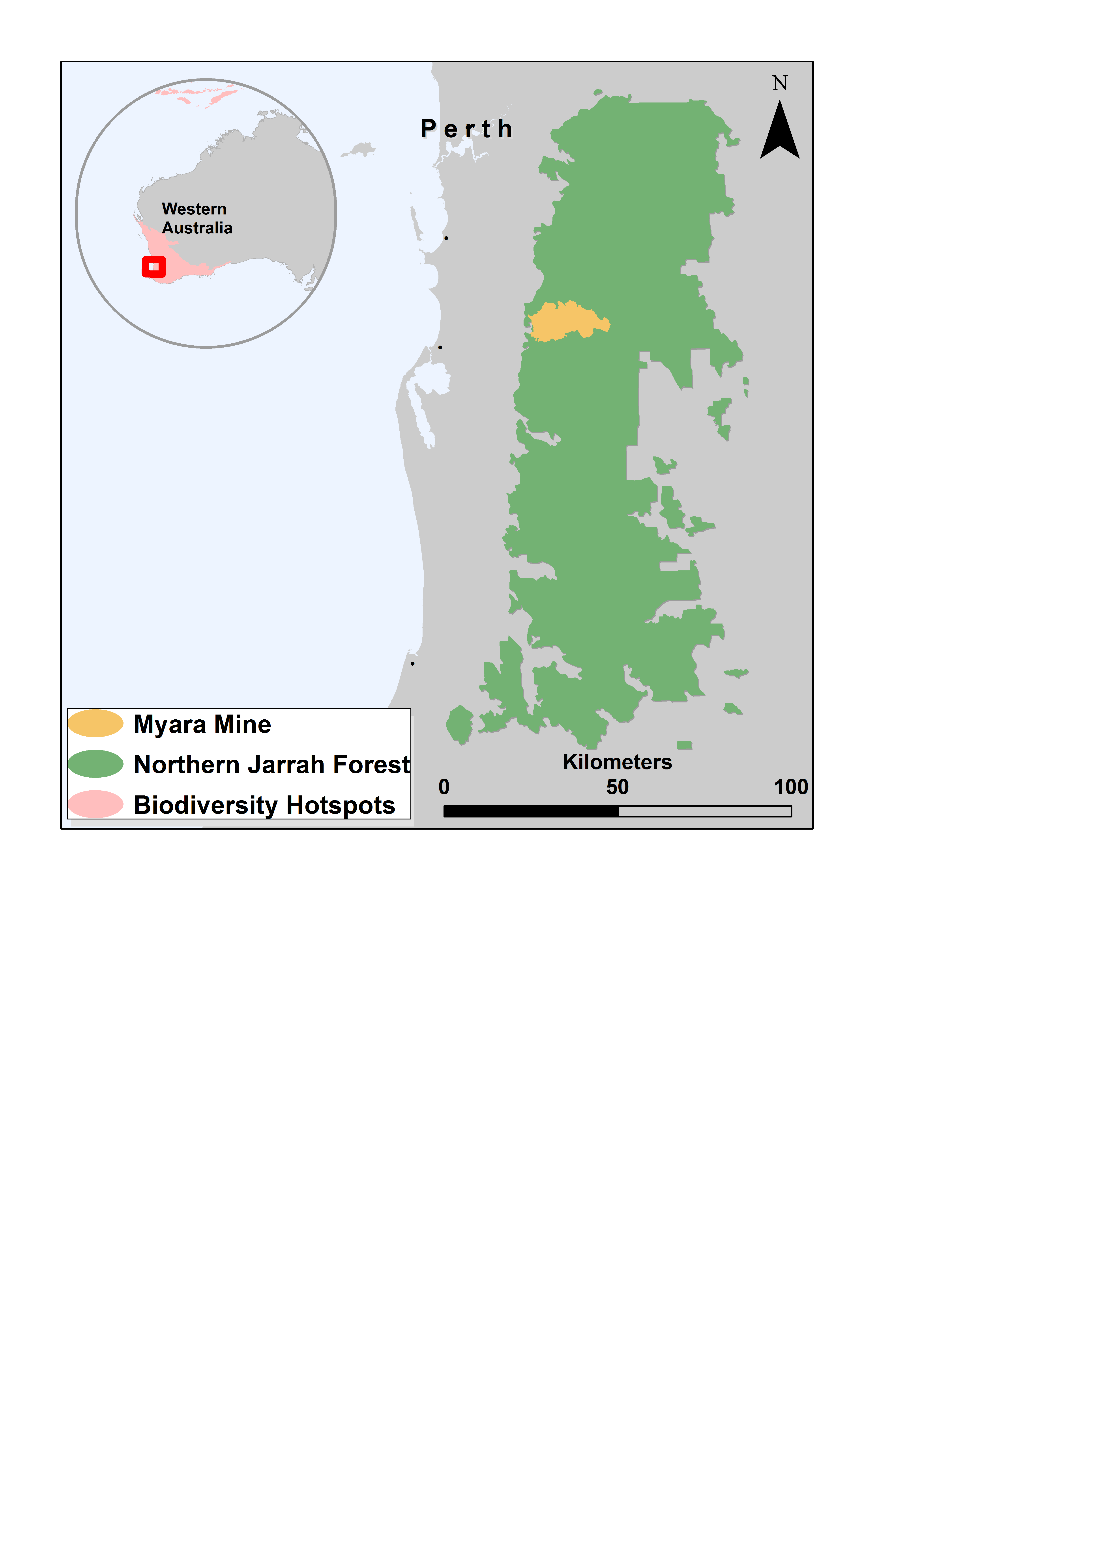 N
Perth
Western
Australia
Myara Mine
Northern Jarrah Forest
Biodiversity Hotspots
Kilometers
0 50 100